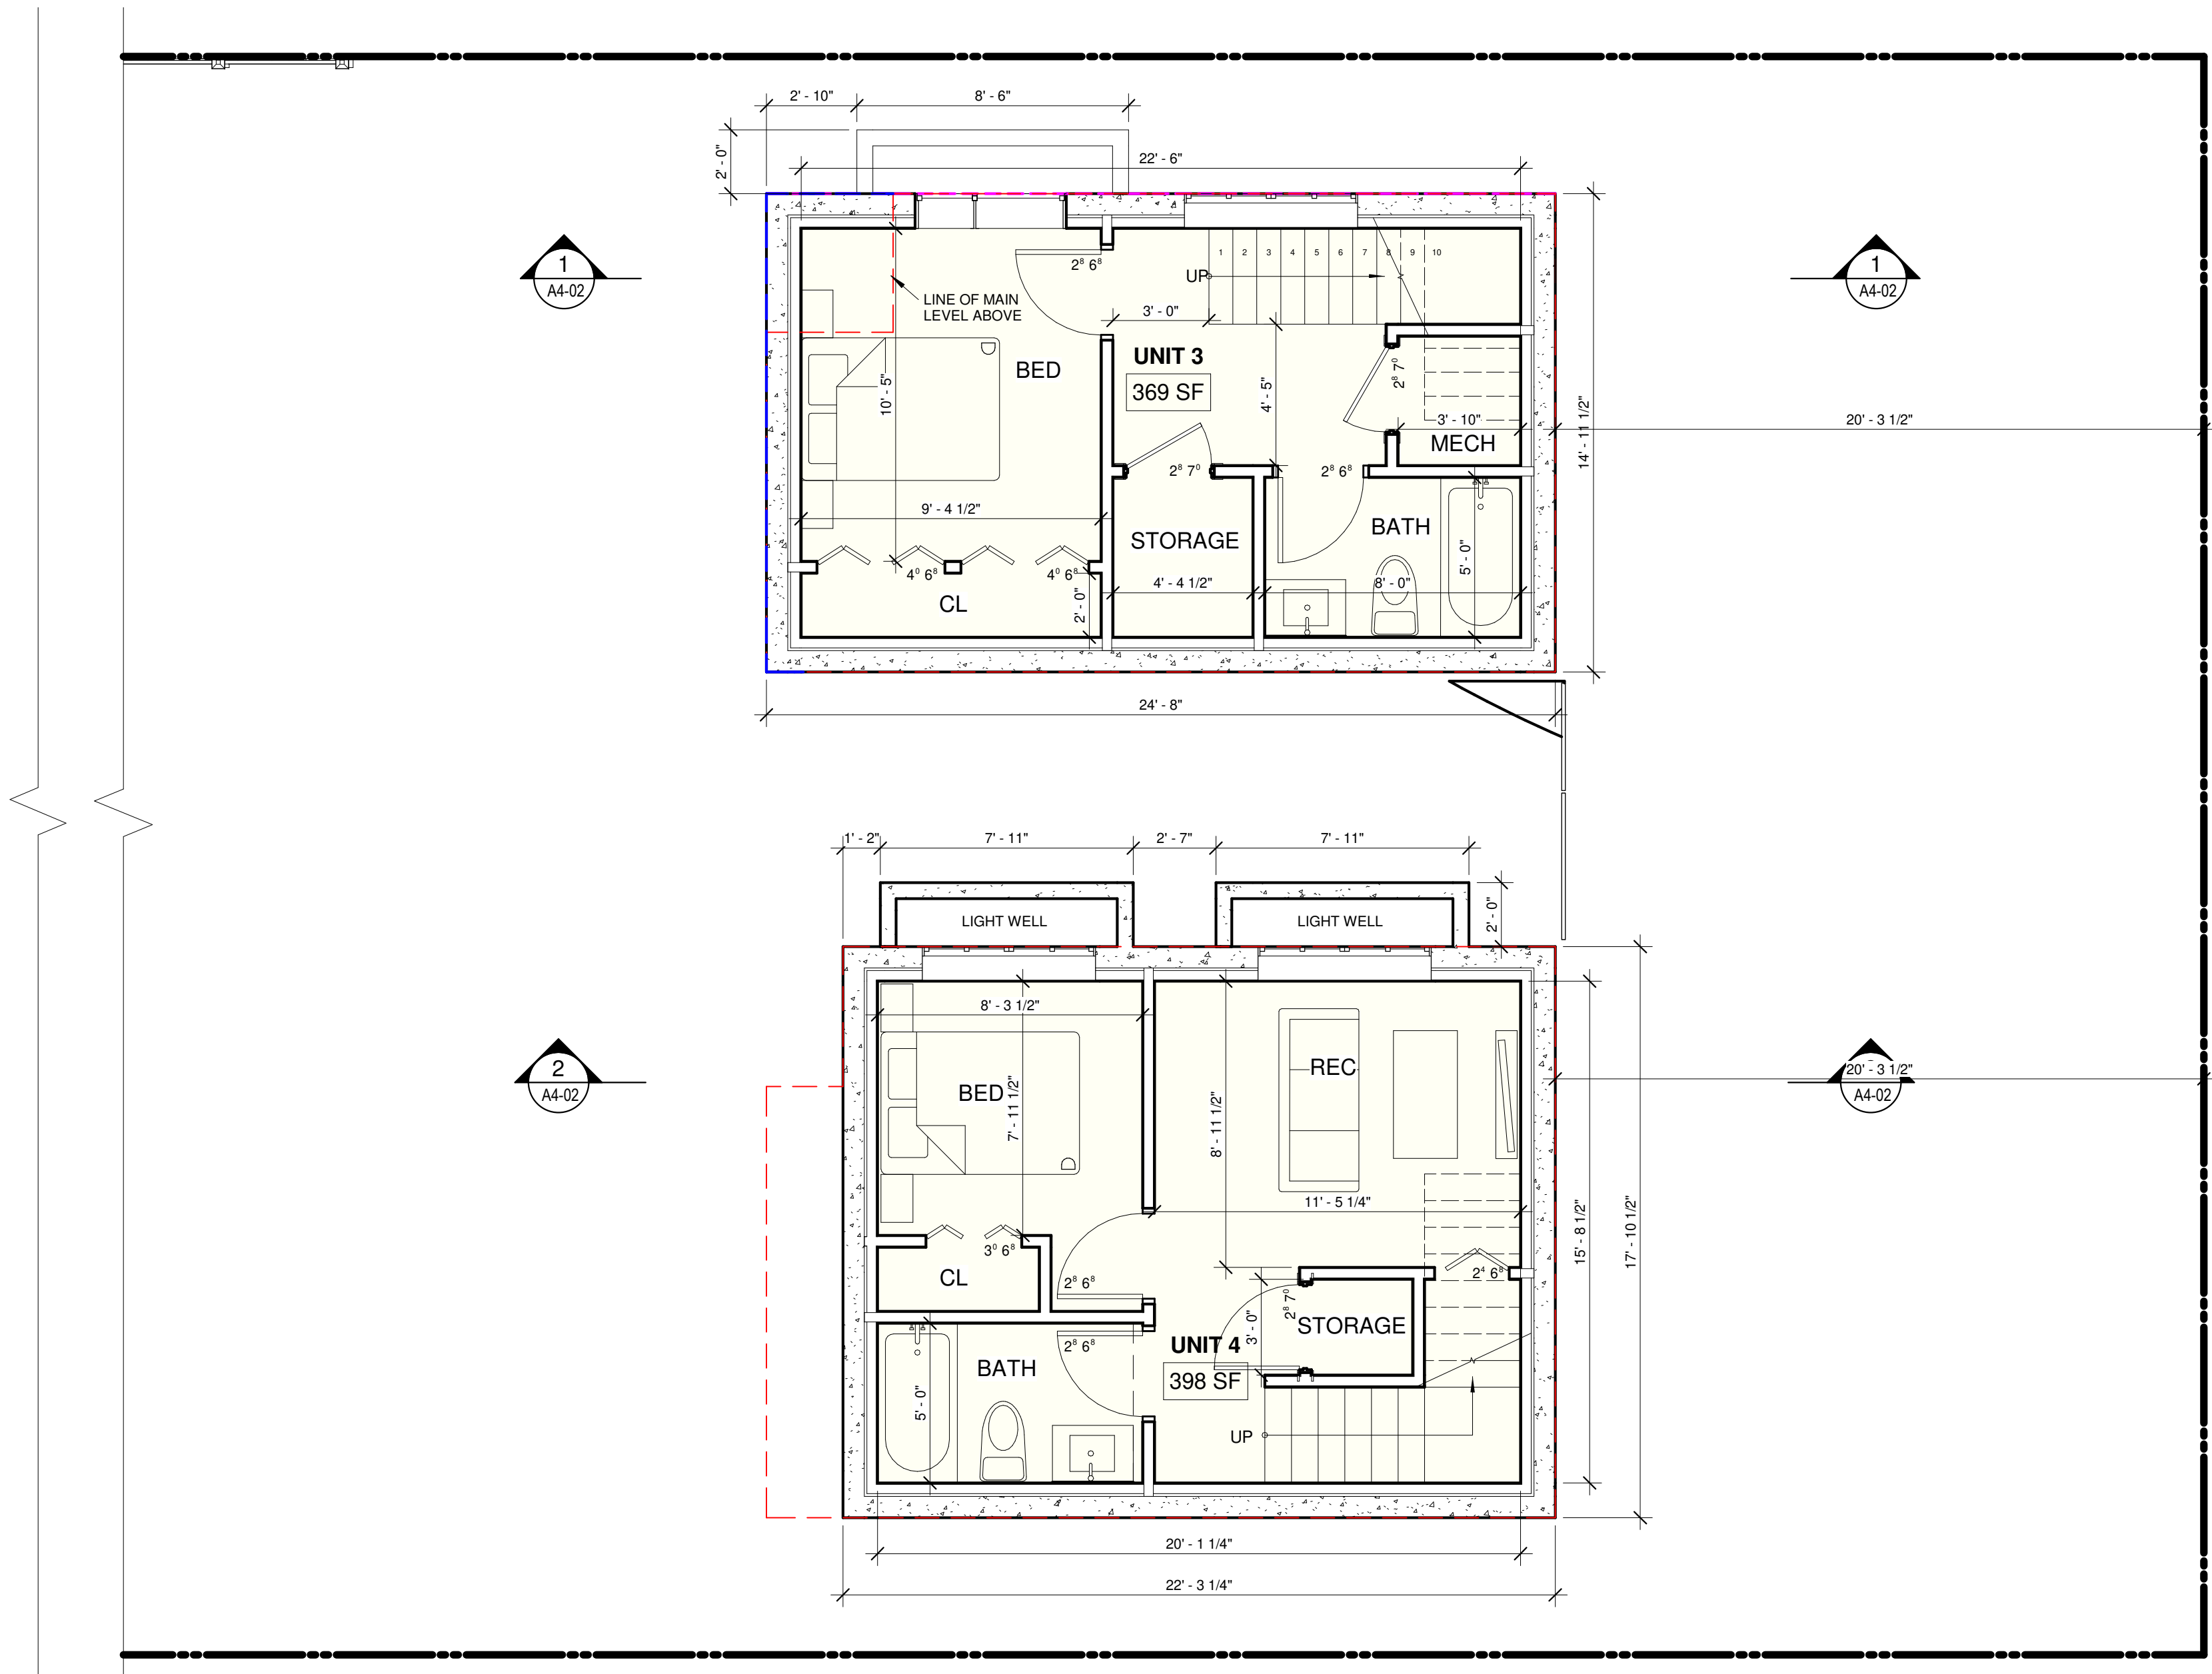 2' - 10"
8' - 6"
2' - 0"
22' - 6"
1
A4-02
1
A4-02
2⁸ 6⁸
UP
1 2 3 4 5 6 7 8 9 10
LINE OF MAIN
LEVEL ABOVE
3' - 0"
UNIT 3
369 SF
BED
10' - 5"
4' - 5"
2⁸ 7⁰
3' - 10"
MECH
14' - 11 1/2"
20' - 3 1/2"
2⁸ 7⁰
2⁸ 6⁸
9' - 4 1/2"
STORAGE
BATH
5' - 0"
4⁰ 6⁸
4⁰ 6⁸
4' - 4 1/2"
8' - 0"
CL
2' - 0"
24' - 8"
1' - 2"
7' - 11"
2' - 7"
7' - 11"
LIGHT WELL
LIGHT WELL
2' - 0"
8' - 3 1/2"
2
A4-02
BED
7' - 11 1/2"
REC
8' - 11 1/2"
20' - 3 1/2"
A4-02
11' - 5 1/4"
15' - 8 1/2"
17' - 10 1/2"
3⁰ 6⁸
CL
2⁸ 6⁸
2⁴ 6⁸
2⁸ 7⁰
STORAGE
3' - 0"
2⁸ 6⁸
UNIT 4
398 SF
BATH
5' - 0"
UP
20' - 1 1/4"
22' - 3 1/4"